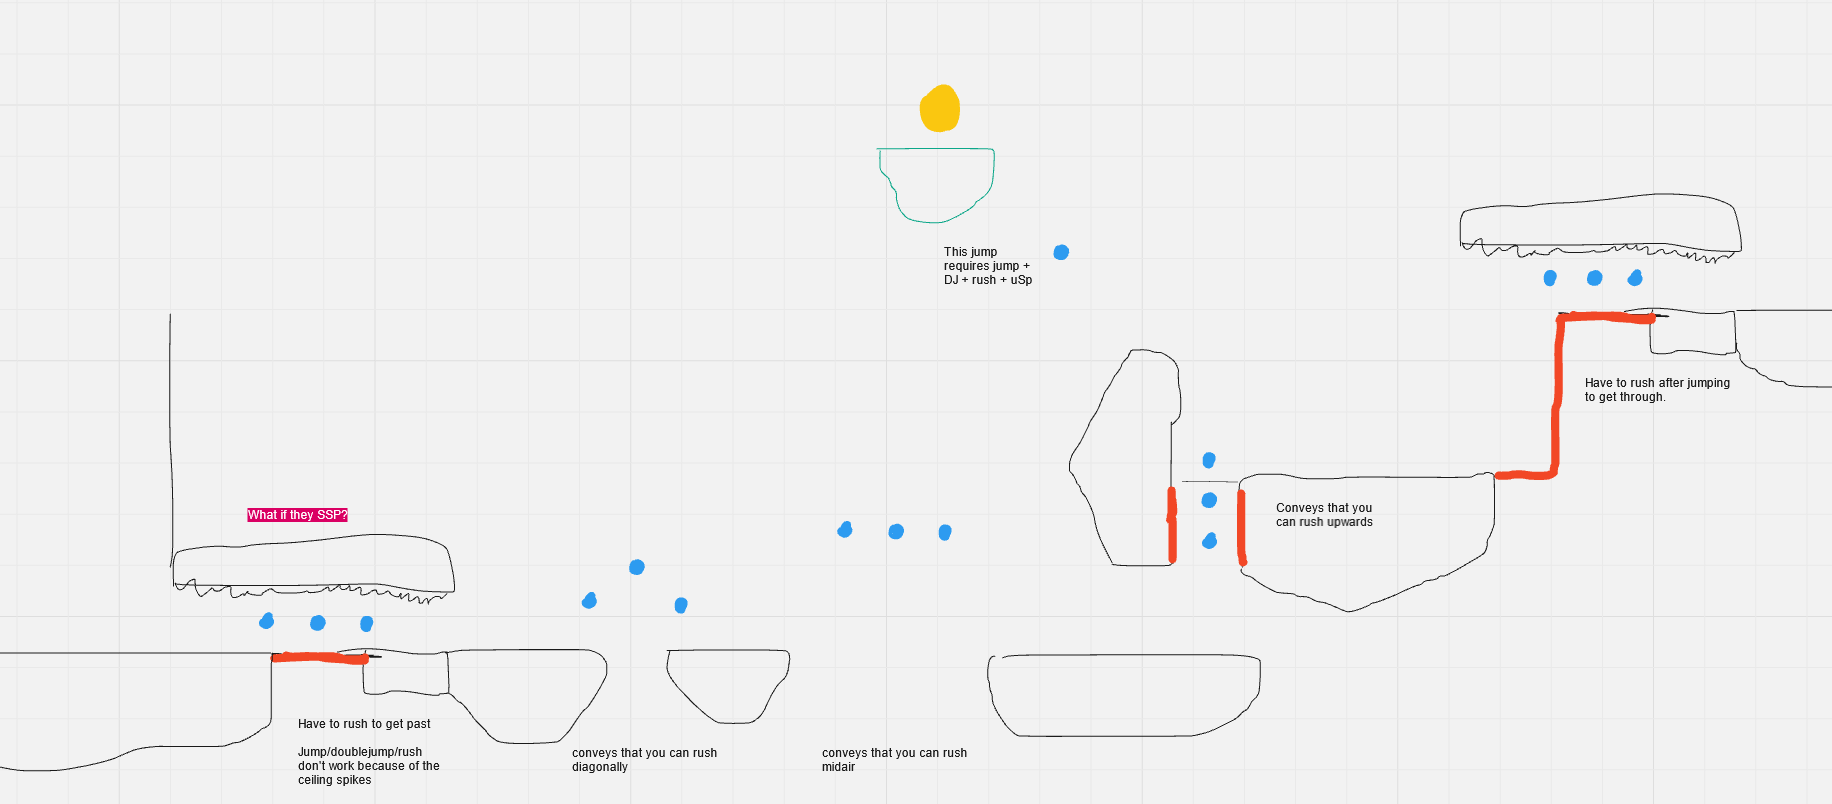 This jump
requires jump +
DJ + rush + uSp
Have to rush after jumping
to get through.
What if they SSP?
Conveys that you
can rush upwards
Have to rush to get past
Jump/doublejump/rush
don't work because of the
ceiling spikes
conveys that you can rush
diagonally
conveys that you can rush
midair